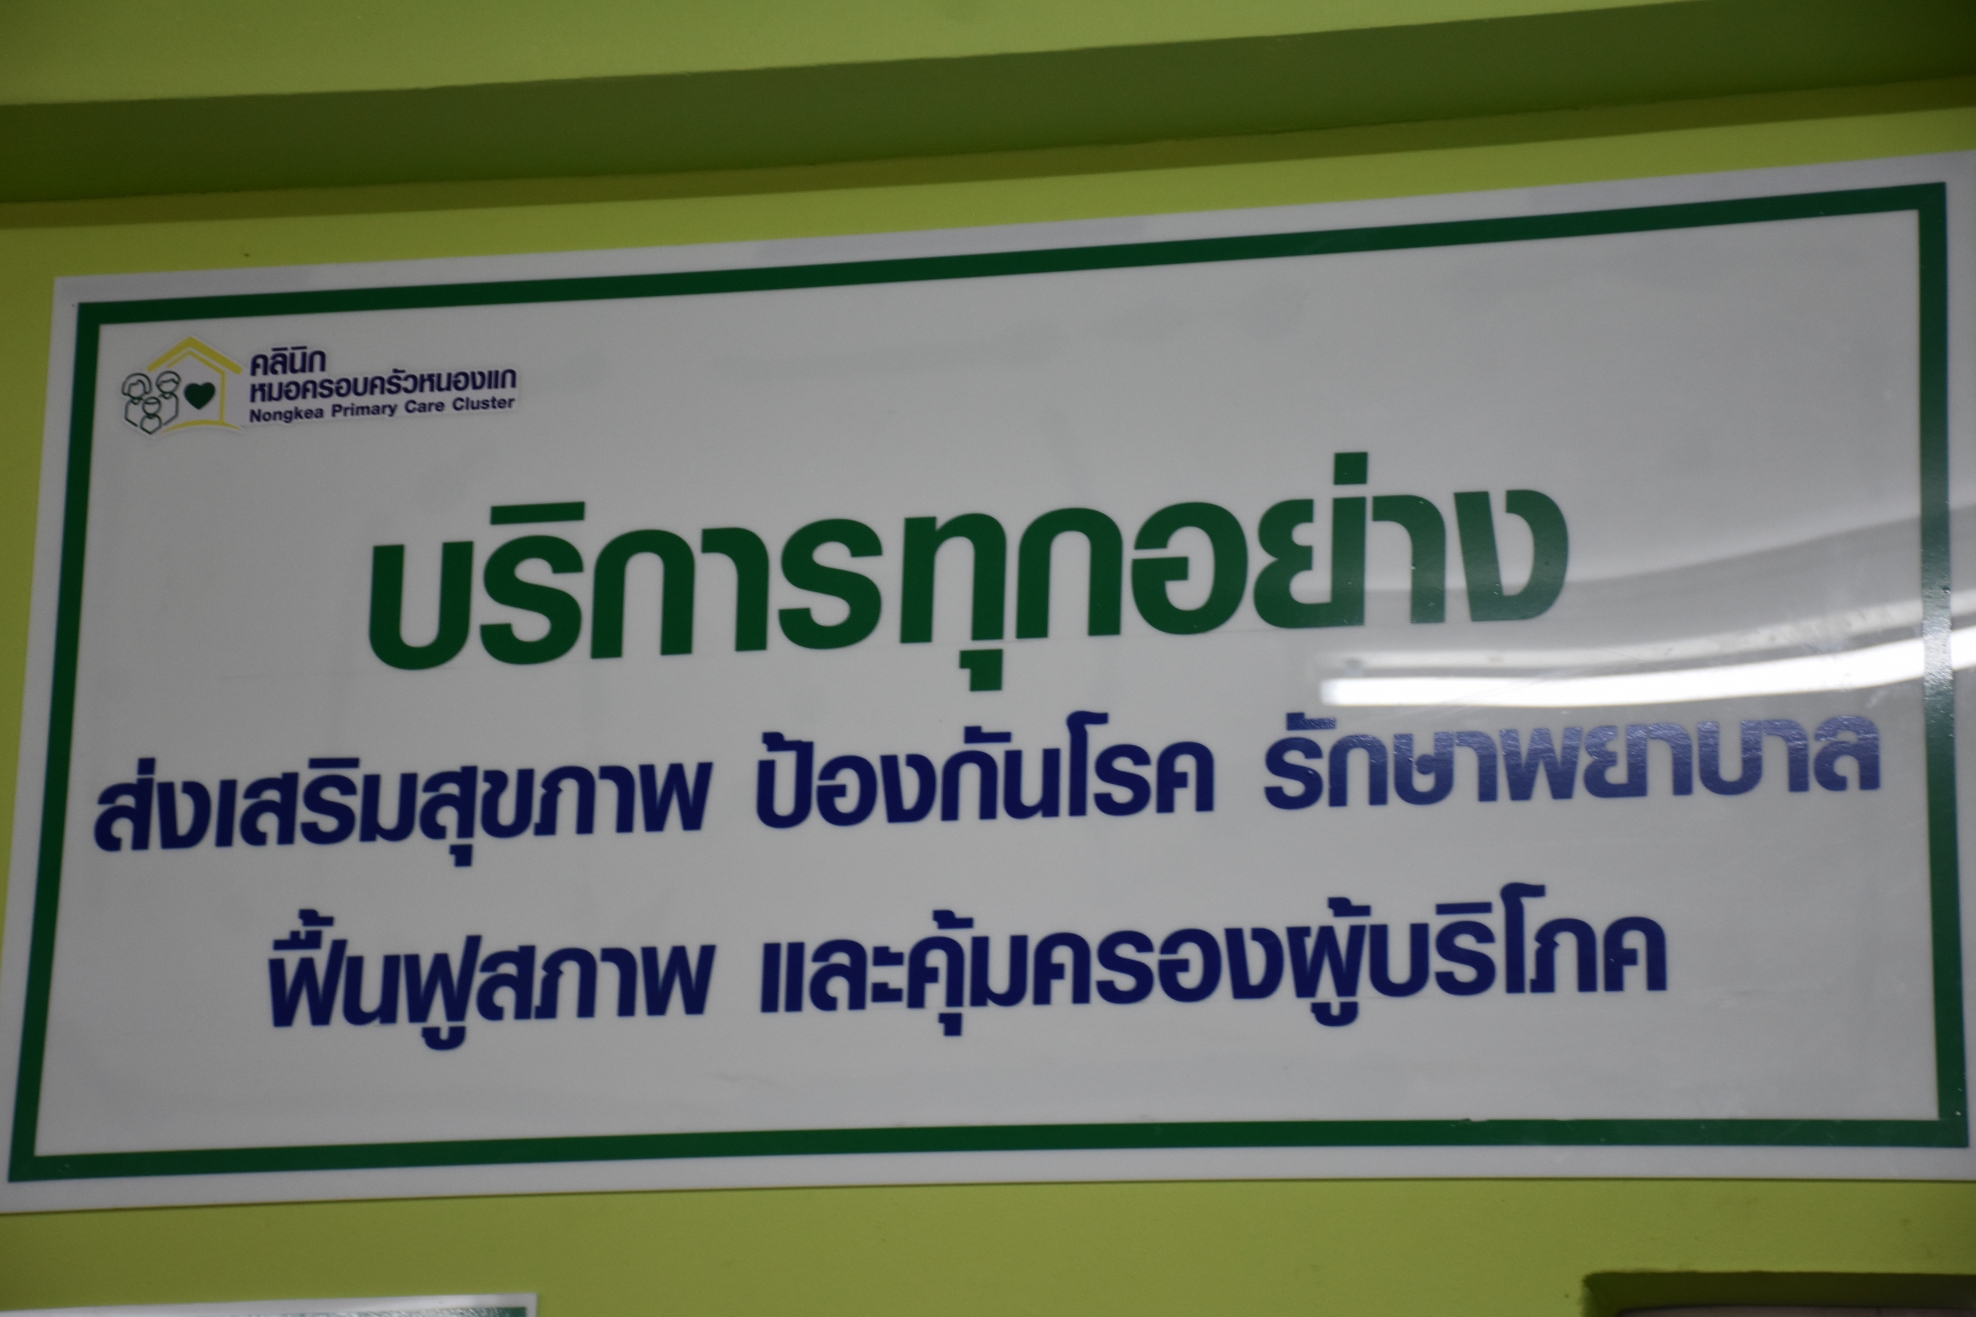 คลินิก
หมอครอบครัวหนองแก
Nongkea Primary Care Cluster
บริการทุกอย่าง
ส่งเสริมสุขภาพ ป้องกันโรค รักษาพยาบาล
ฟื้นฟูสภาพ และคุ้มครองผู้บริโภค